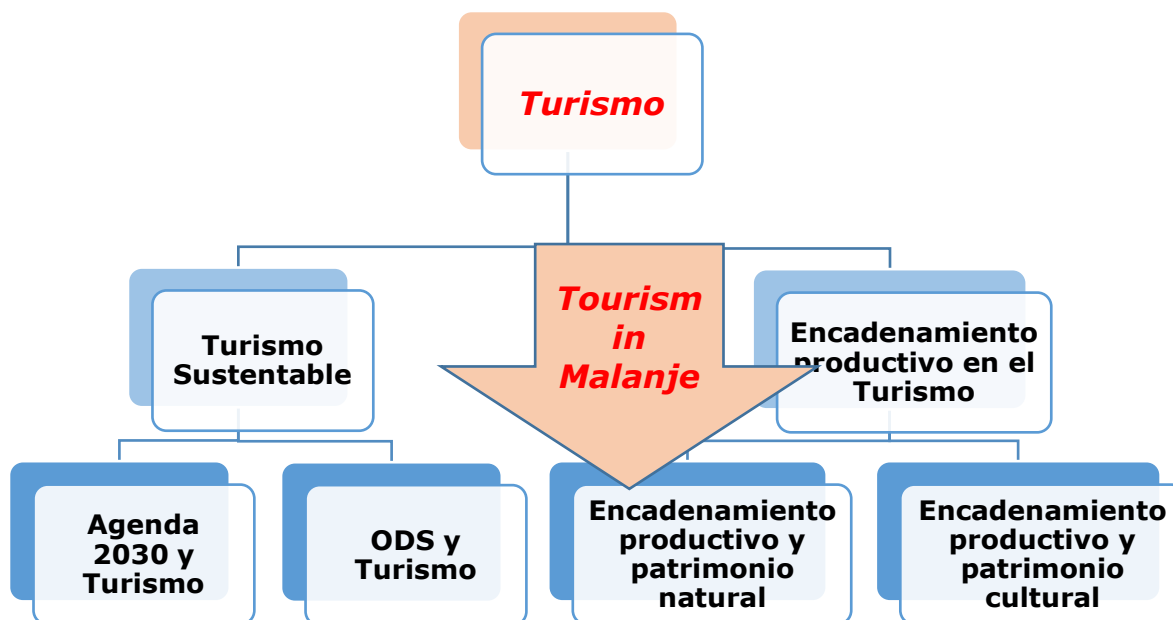 Turismo
Tourism
in
Malanje
Turismo
Sustentable
Encadenamiento
productivo en el
Turismo
Agenda
2030 y
Turismo
ODS y
Turismo
Encadenamiento
productivo y
patrimonio
natural
Encadenamiento
productivo y
patrimonio
cultural